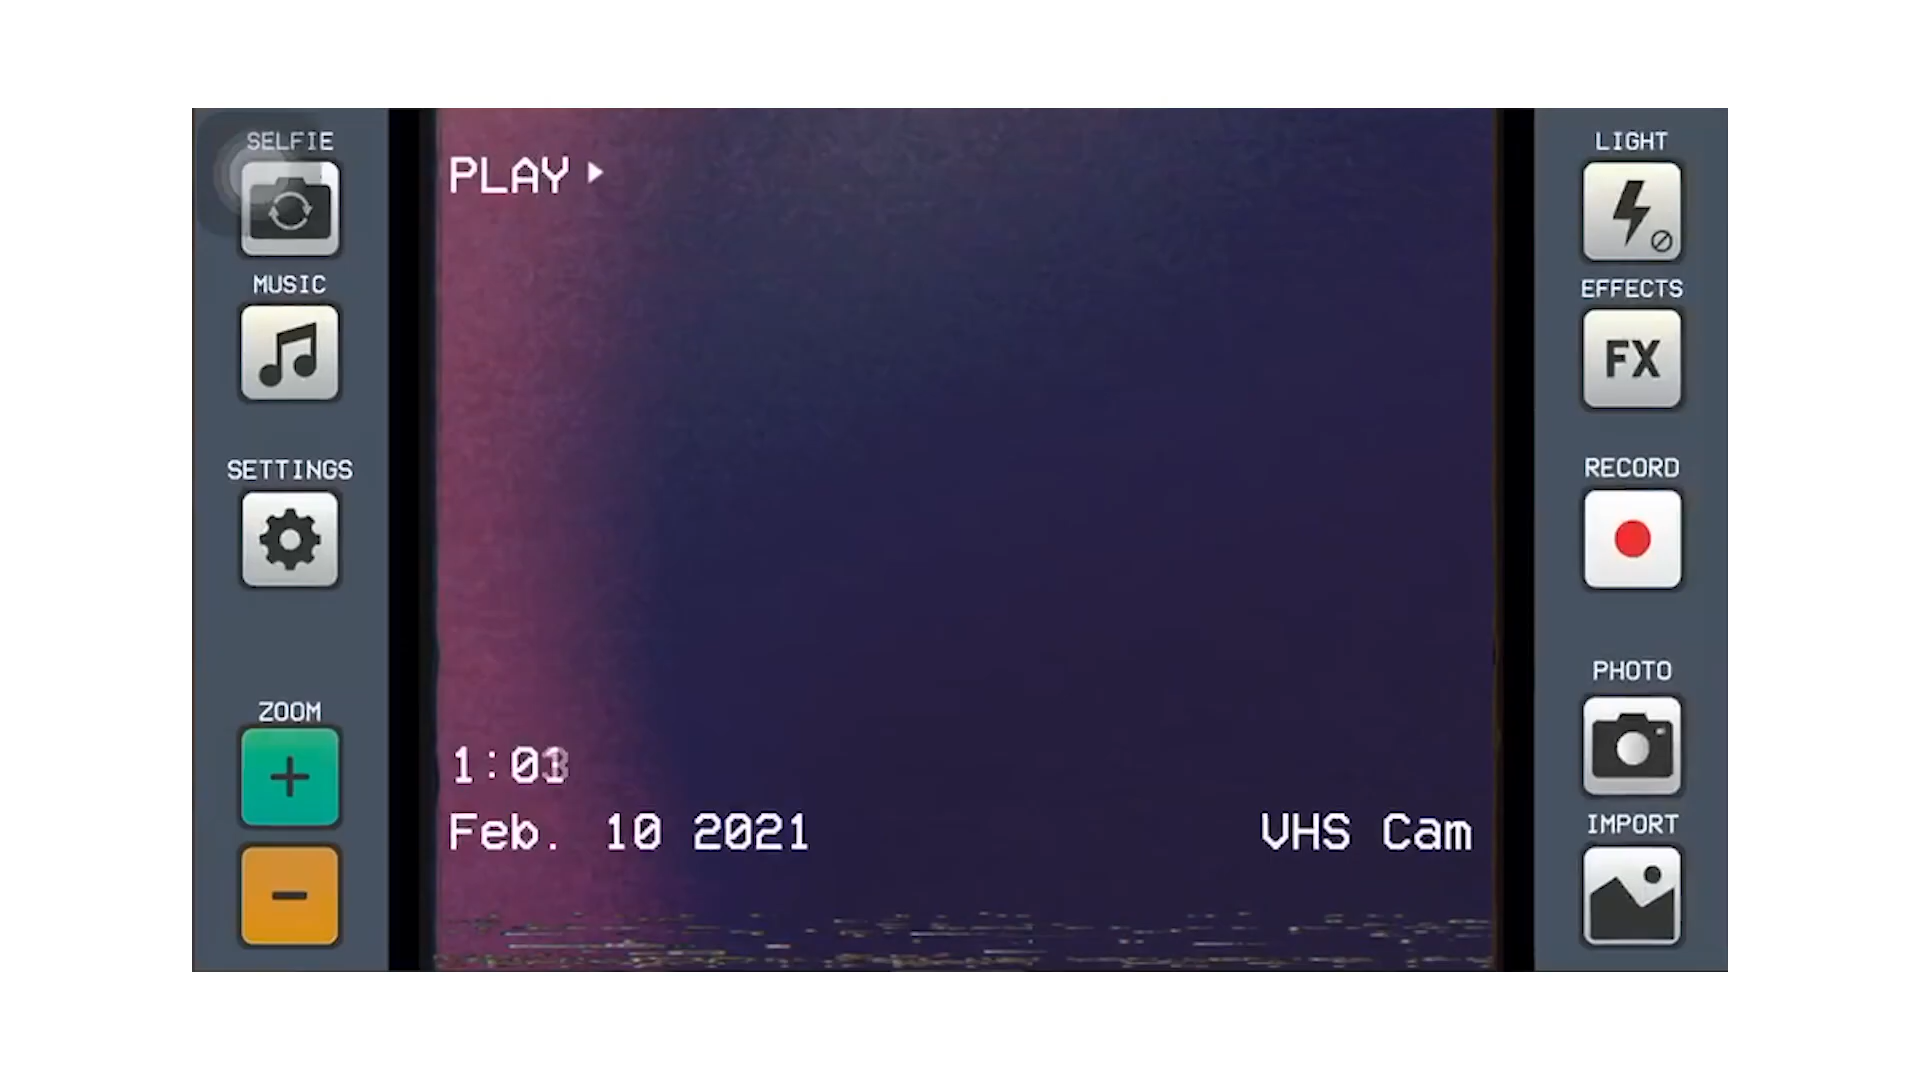 SELFIE
MUSIC
SETTINGS
ZOOM
PLAY
Feb. 10 2021
VHS Cam
LIGHT
EFFECTS
FX
RECORD
PHOTO
IMPORT